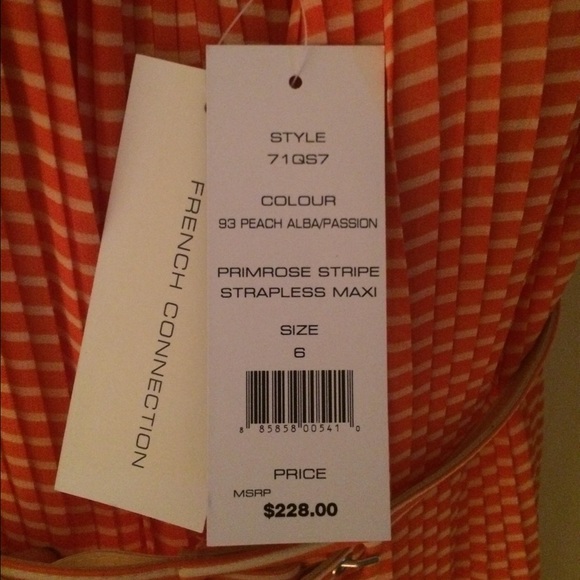 FRENCH CONNECTION
STYLE
71QS7
COLOUR
93 PEACH ALBA/PASSION
PRIMROSE STRIPE
STRAPLESS MAXI
SIZE
6
8 85858 00541 0
PRICE
MSRP
$228.00